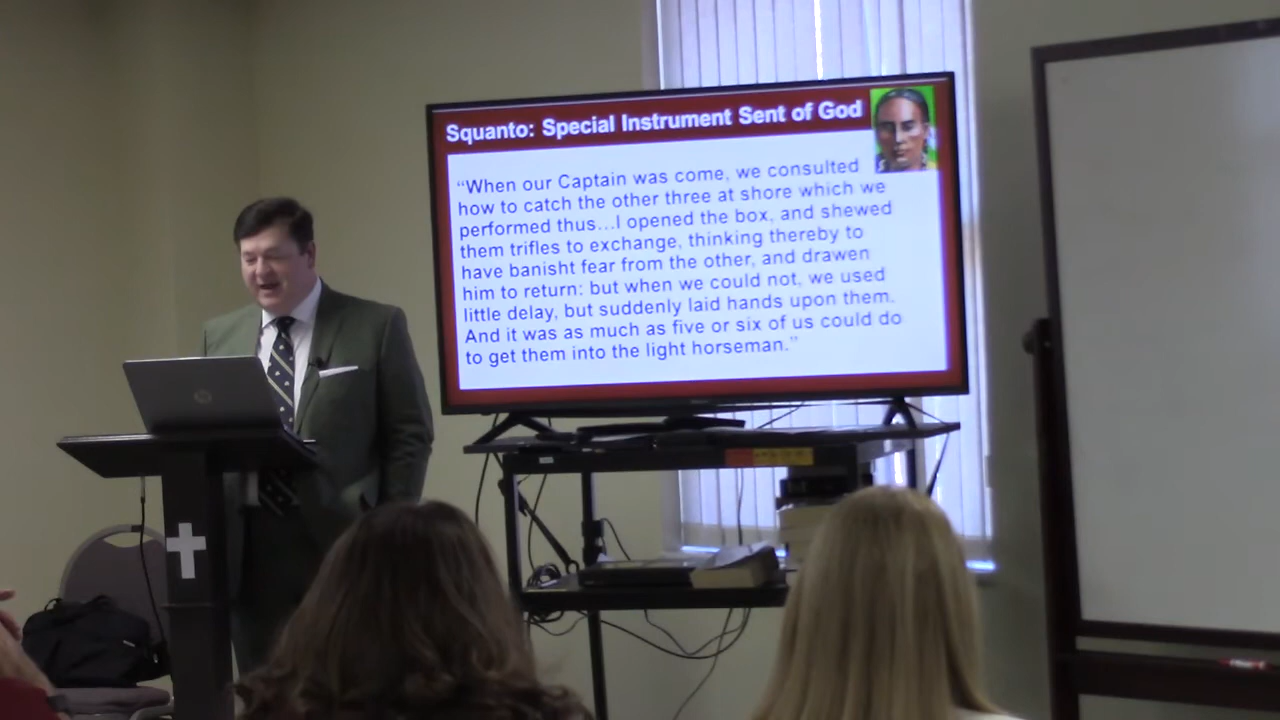 Squanto: Special Instrument Sent of God
“When our Captain was come, we consulted
how to catch the other three at shore which we
performed thus…I opened the box, and shewed
them trifles to exchange, thinking thereby to
have banisht fear from the other, and drawen
him to return: but when we could not, we used
little delay, but suddenly laid hands upon them.
And it was as much as five or six of us could do
to get them into the light horseman.”
hp